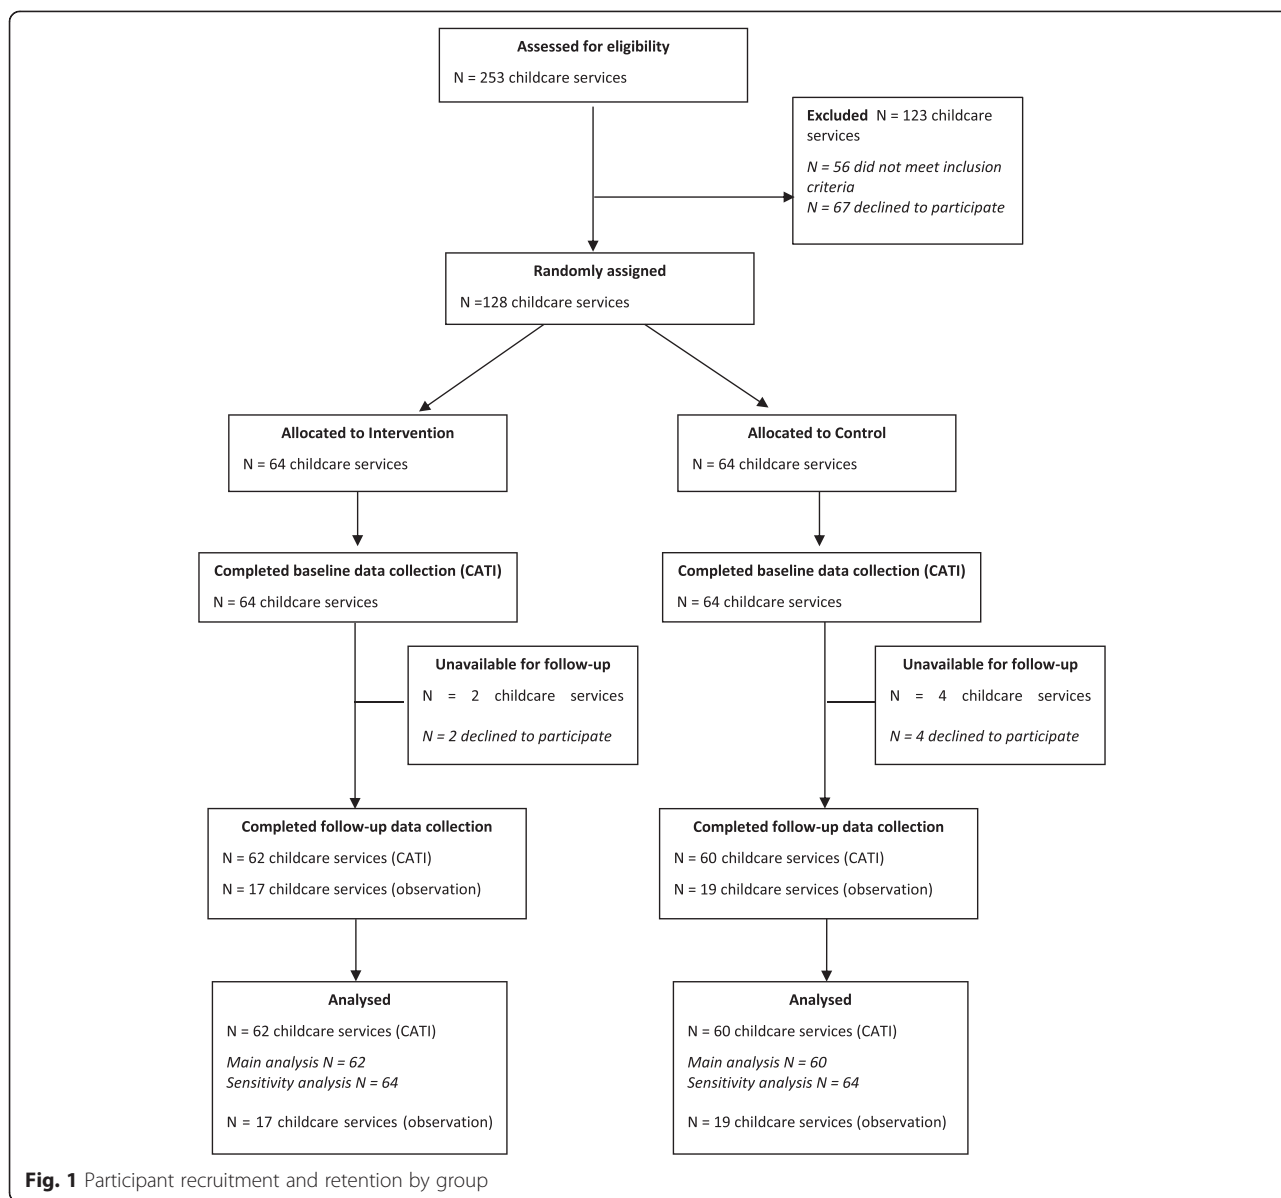 Assessed for eligibility
N = 253 childcare services
Excluded N = 123 childcare
services
N = 56 did not meet inclusion
criteria
N = 67 declined to participate
Randomly assigned
N =128 childcare services
Allocated to Intervention
N = 64 childcare services
Allocated to Control
N = 64 childcare services
Completed baseline data collection (CATI)
N = 64 childcare services
Completed baseline data collection (CATI)
N = 64 childcare services
Unavailable for follow-up
N = 2 childcare services
N = 2 declined to participate
Unavailable for follow-up
N = 4 childcare services
N = 4 declined to participate
Completed follow-up data collection
N = 62 childcare services (CATI)
N = 17 childcare services (observation)
Completed follow-up data collection
N = 60 childcare services (CATI)
N = 19 childcare services (observation)
Analysed
N = 62 childcare services (CATI)
Main analysis N = 62
Sensitivity analysis N = 64
N = 17 childcare services (observation)
Analysed
N = 60 childcare services (CATI)
Main analysis N = 60
Sensitivity analysis N = 64
N = 19 childcare services (observation)
Fig. 1 Participant recruitment and retention by group